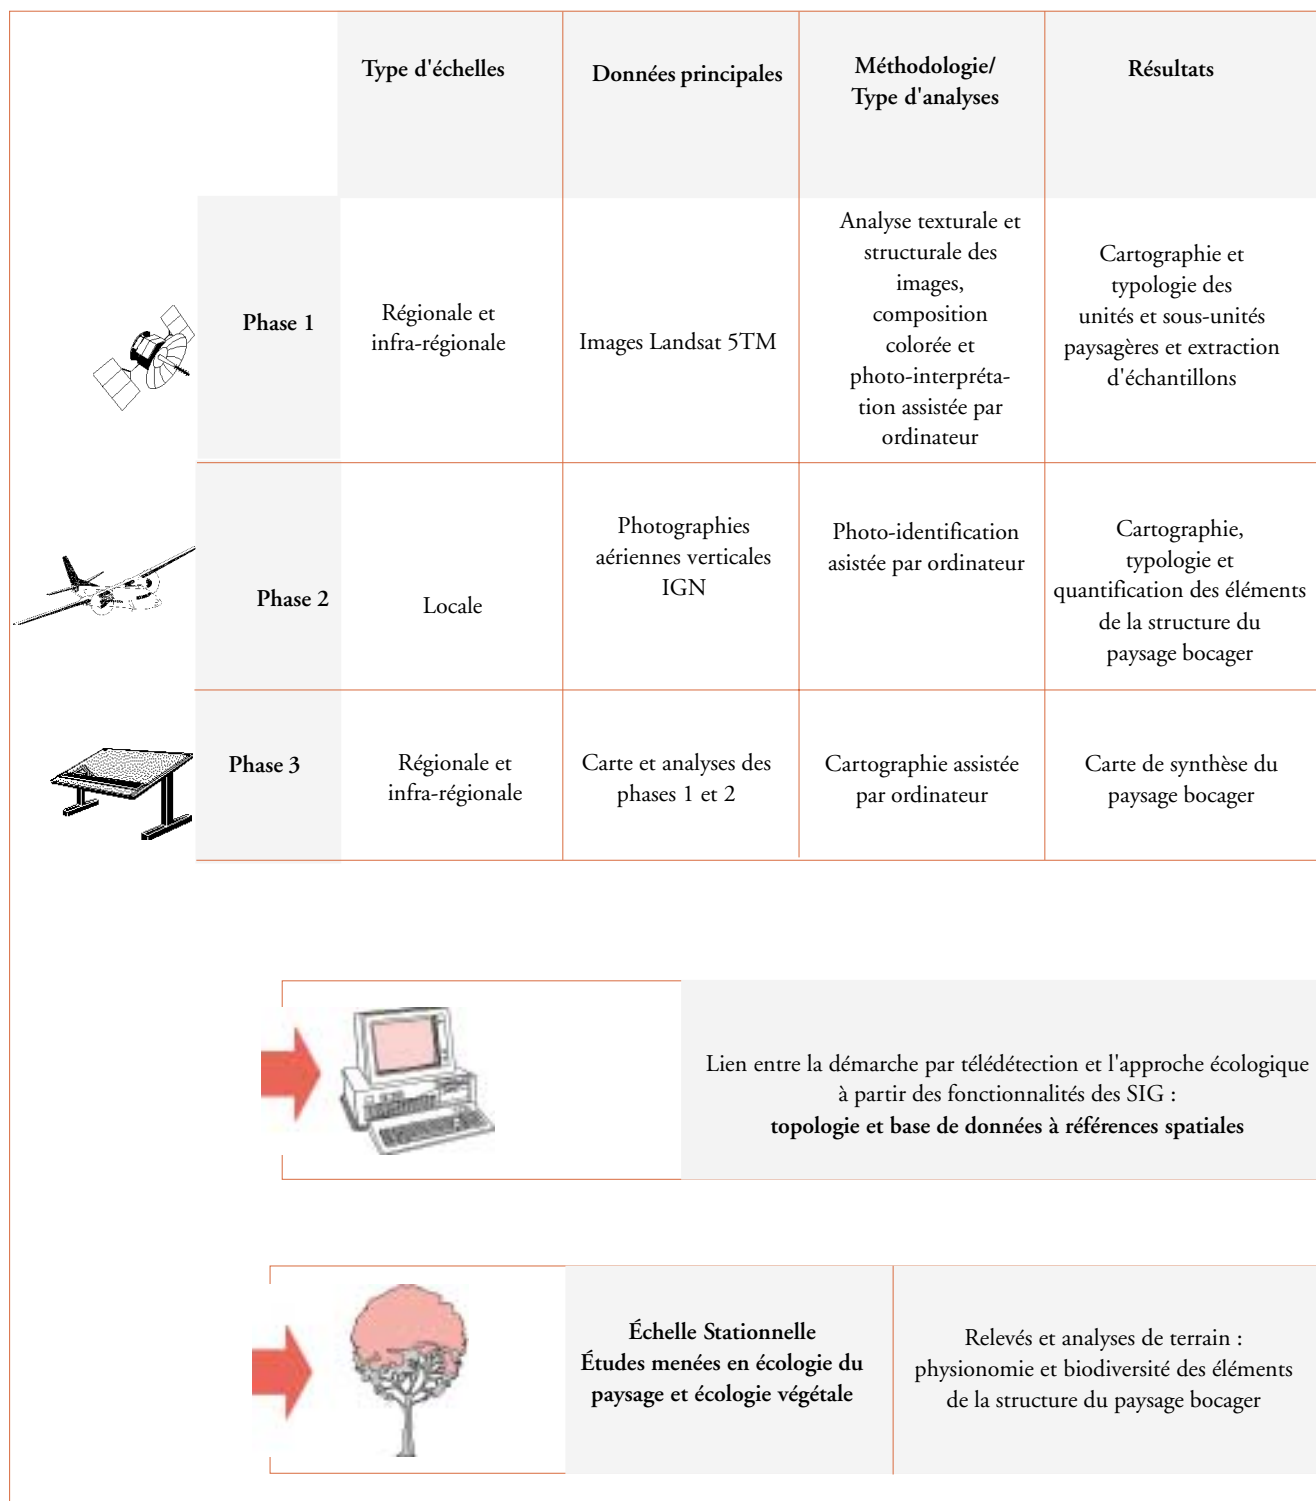 Type d'échelles
Données principales
Méthodologie/
Type d'analyses
Résultats
Phase 1
Régionale et
infra-régionale
Images Landsat 5TM
Analyse texturale et
structurale des
images,
composition
colorée et
photo-interpréta-
tion assistée par
ordinateur
Cartographie et
typologie des
unités et sous-unités
paysagères et extraction
d'échantillons
Phase 2
Locale
Photographies
aériennes verticales
IGN
Photo-identification
asistée par ordinateur
Cartographie,
typologie et
quantification des éléments
de la structure du
paysage bocager
Phase 3
Régionale et
infra-régionale
Carte et analyses des
phases 1 et 2
Cartographie assistée
par ordinateur
Carte de synthèse du
paysage bocager
Lien entre la démarche par télédétection et l'approche écologique
à partir des fonctionnalités des SIG :
topologie et base de données à références spatiales
Échelle Stationnelle
Études menées en écologie du
paysage et écologie végétale
Relevés et analyses de terrain :
physionomie et biodiversité des éléments
de la structure du paysage bocager